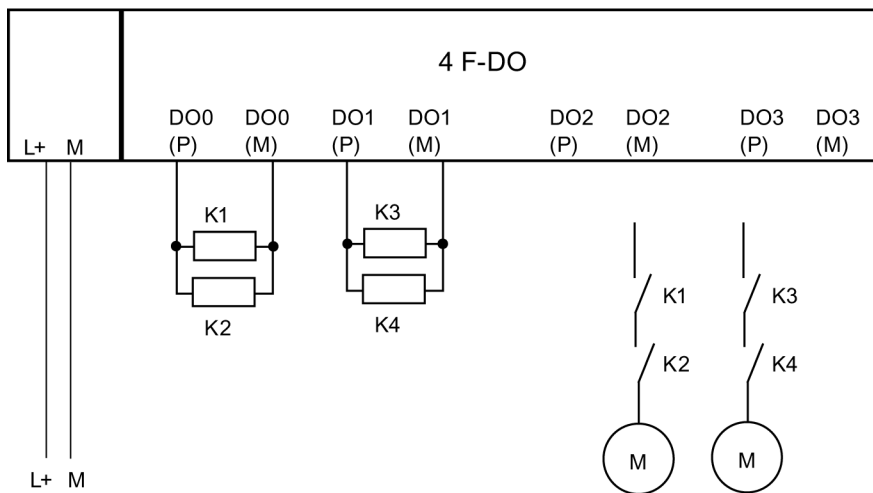 4 F-DO
DO0 DO0 DO1 DO1 DO2 DO2 DO3 DO3
L+ M (P) (M) (P) (M) (P) (M) (P) (M)
K1 K3
K2 K4
K1 K3
K2 K4
M M
L+ M